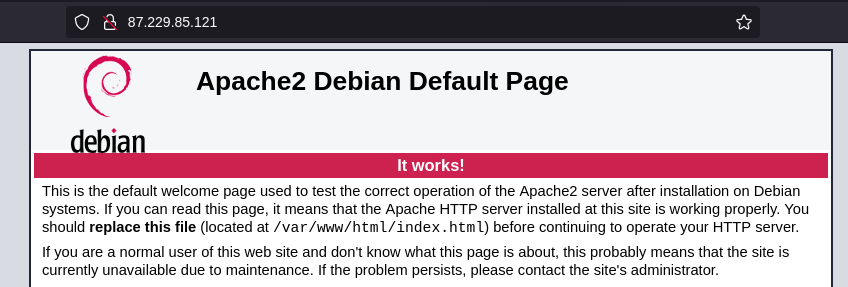 87.229.85.121
Apache2 Debian Default Page
debian
It works!
This is the default welcome page used to test the correct operation of the Apache2 server after installation on Debian
systems. If you can read this page, it means that the Apache HTTP server installed at this site is working properly. You
should replace this file (located at /var/www/html/index.html) before continuing to operate your HTTP server.
If you are a normal user of this web site and don't know what this page is about, this probably means that the site is
currently unavailable due to maintenance. If the problem persists, please contact the site's administrator.